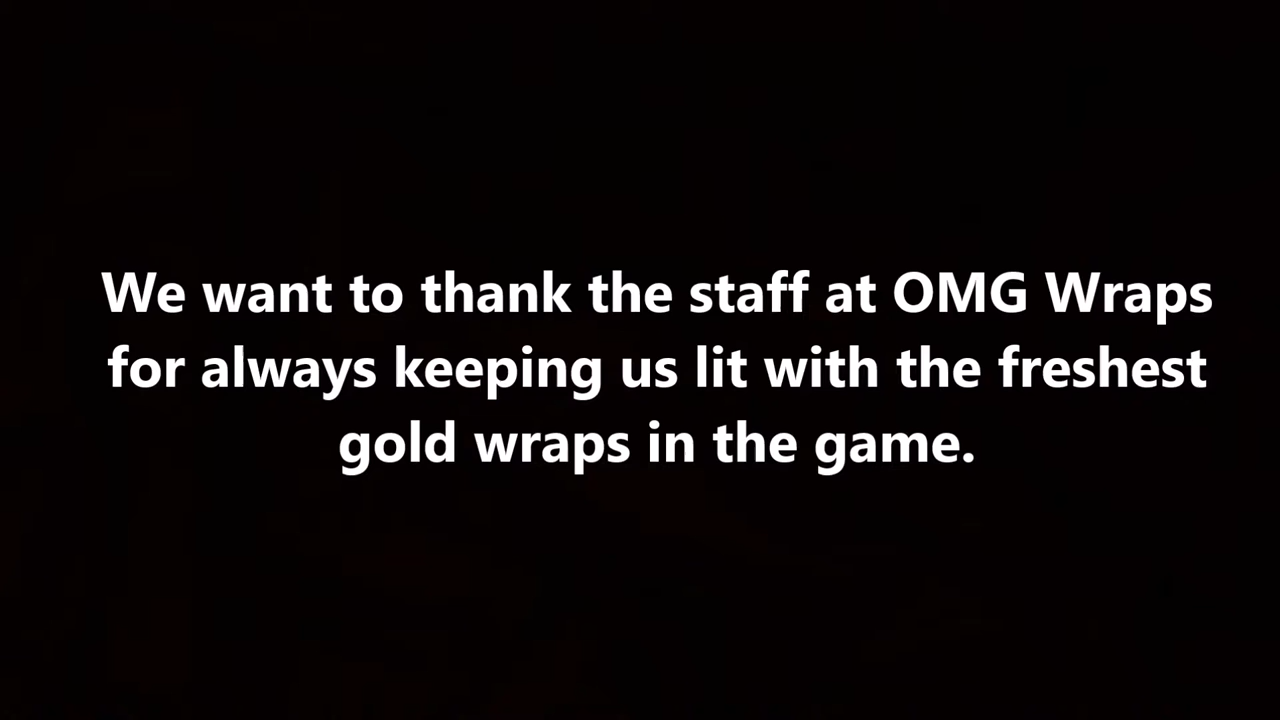 We want to thank the staff at OMG Wraps
for always keeping us lit with the freshest
gold wraps in the game.